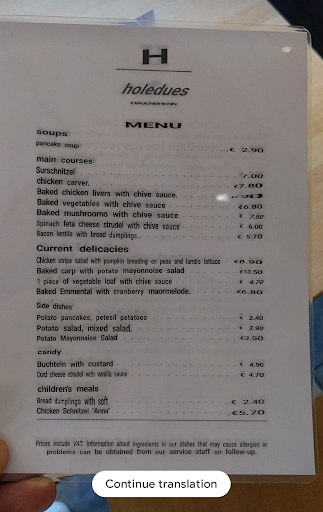 H
holedues
MENU
soups
pancake soup ...€ 2.90
main courses
Surschnitzel 7.00
chicken carver. €7.80
Baked chicken livers with chive sauce.
Baked vegetables with chive sauce €6.80
Baked mushrooms with chive sauce € 7.50
Spinach feta cheese strudel with chive sauce € 6.00
Bacon lentils with bread dumplings. € 5.70
Current delicacies
Chicken stripe salad with pumpkin breading on peas and lamb's lettuce €8.90
Baked carp with potato mayonnaise salad €13.50
1 piece of vegetable loaf with chive sauce € 4.70
Baked Emmental with cranberry maormelode. €6.80
Side dishes
Potato pancakes, petesil potatoes € 2.40
Potato salad, mixed salad. € 2.90
Potato Mayonnaise Salad €3.50
candy
Buchteln with custard € 4.90
Curd cheese strudel with vanilla sauce € 4.70
children's meals
Bread dumplings with soft € 2.40
Chicken Schnitzel "Anna" €5.70
Prices include VAT. Information about ingredients in our dishes that may cause allergies or
problems can be obtained from our service staff on follow-up.
Continue translation